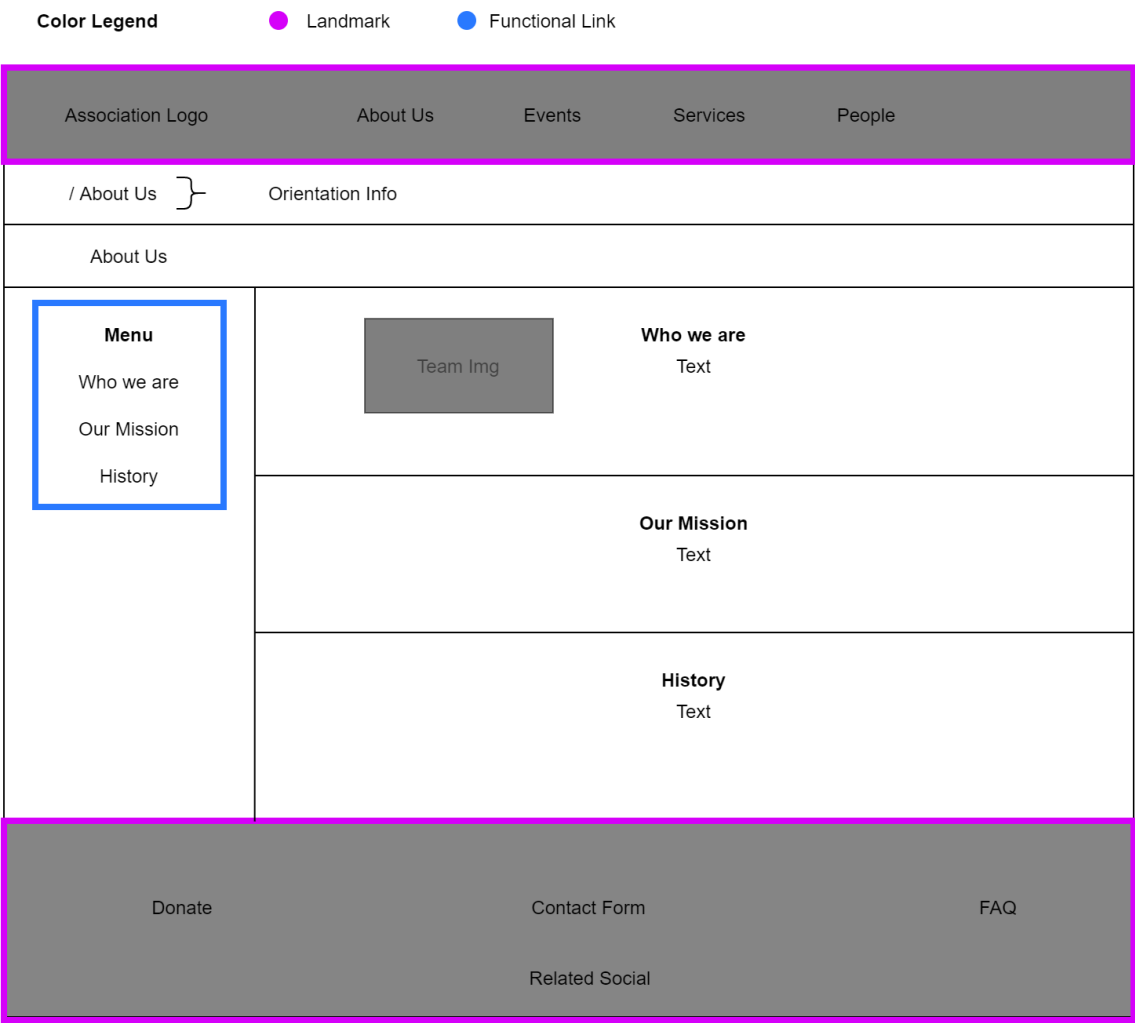 Color Legend Landmark Functional Link
Association Logo About Us Events Services People
/ About Us Orientation Info
About Us
Menu
Who we are
Our Mission
History
Team Img
Who we are
Text
Our Mission
Text
History
Text
Donate Contact Form FAQ
Related Social